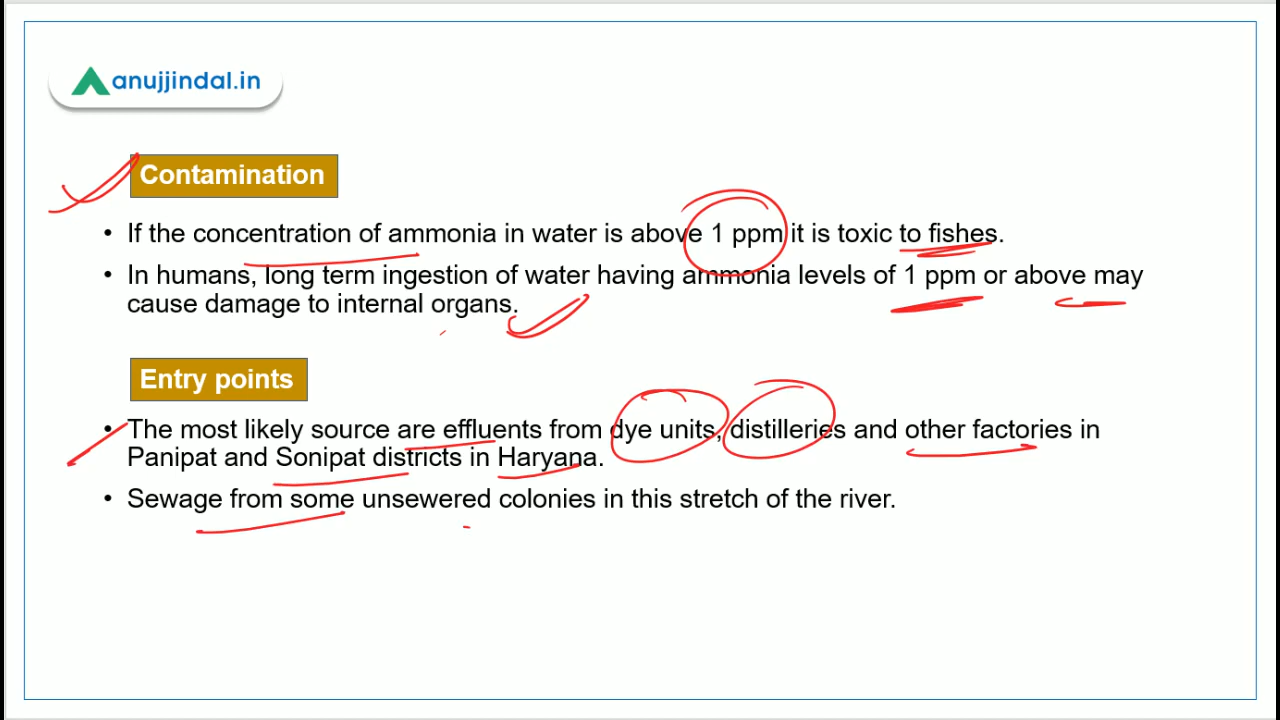 anujjindal.in
Contamination
• If the concentration of ammonia in water is above 1 ppm it is toxic to fishes.
• In humans, long term ingestion of water having ammonia levels of 1 ppm or above may
cause damage to internal organs.
Entry points
• The most likely source are effluents from dye units, distilleries and other factories in
Panipat and Sonipat districts in Haryana.
• Sewage from some unsewered colonies in this stretch of the river.